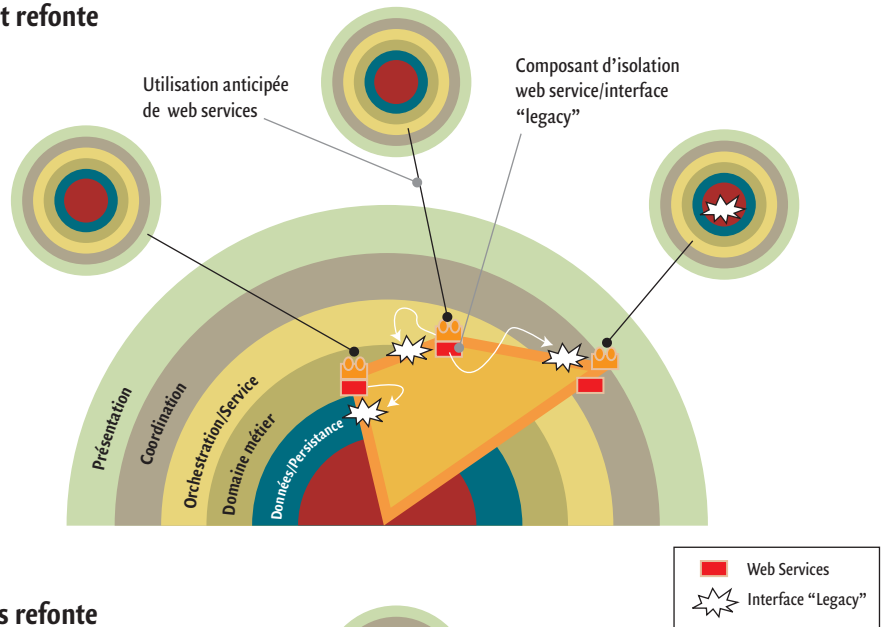 t refonte
Utilisation anticipée
de web services
Composant d’isolation
web service/interface
“legacy”
Présentation
Coordination
Orchestration/Service
Domaine métier
Données/Persistance
Web Services
Interface “Legacy”
s refonte